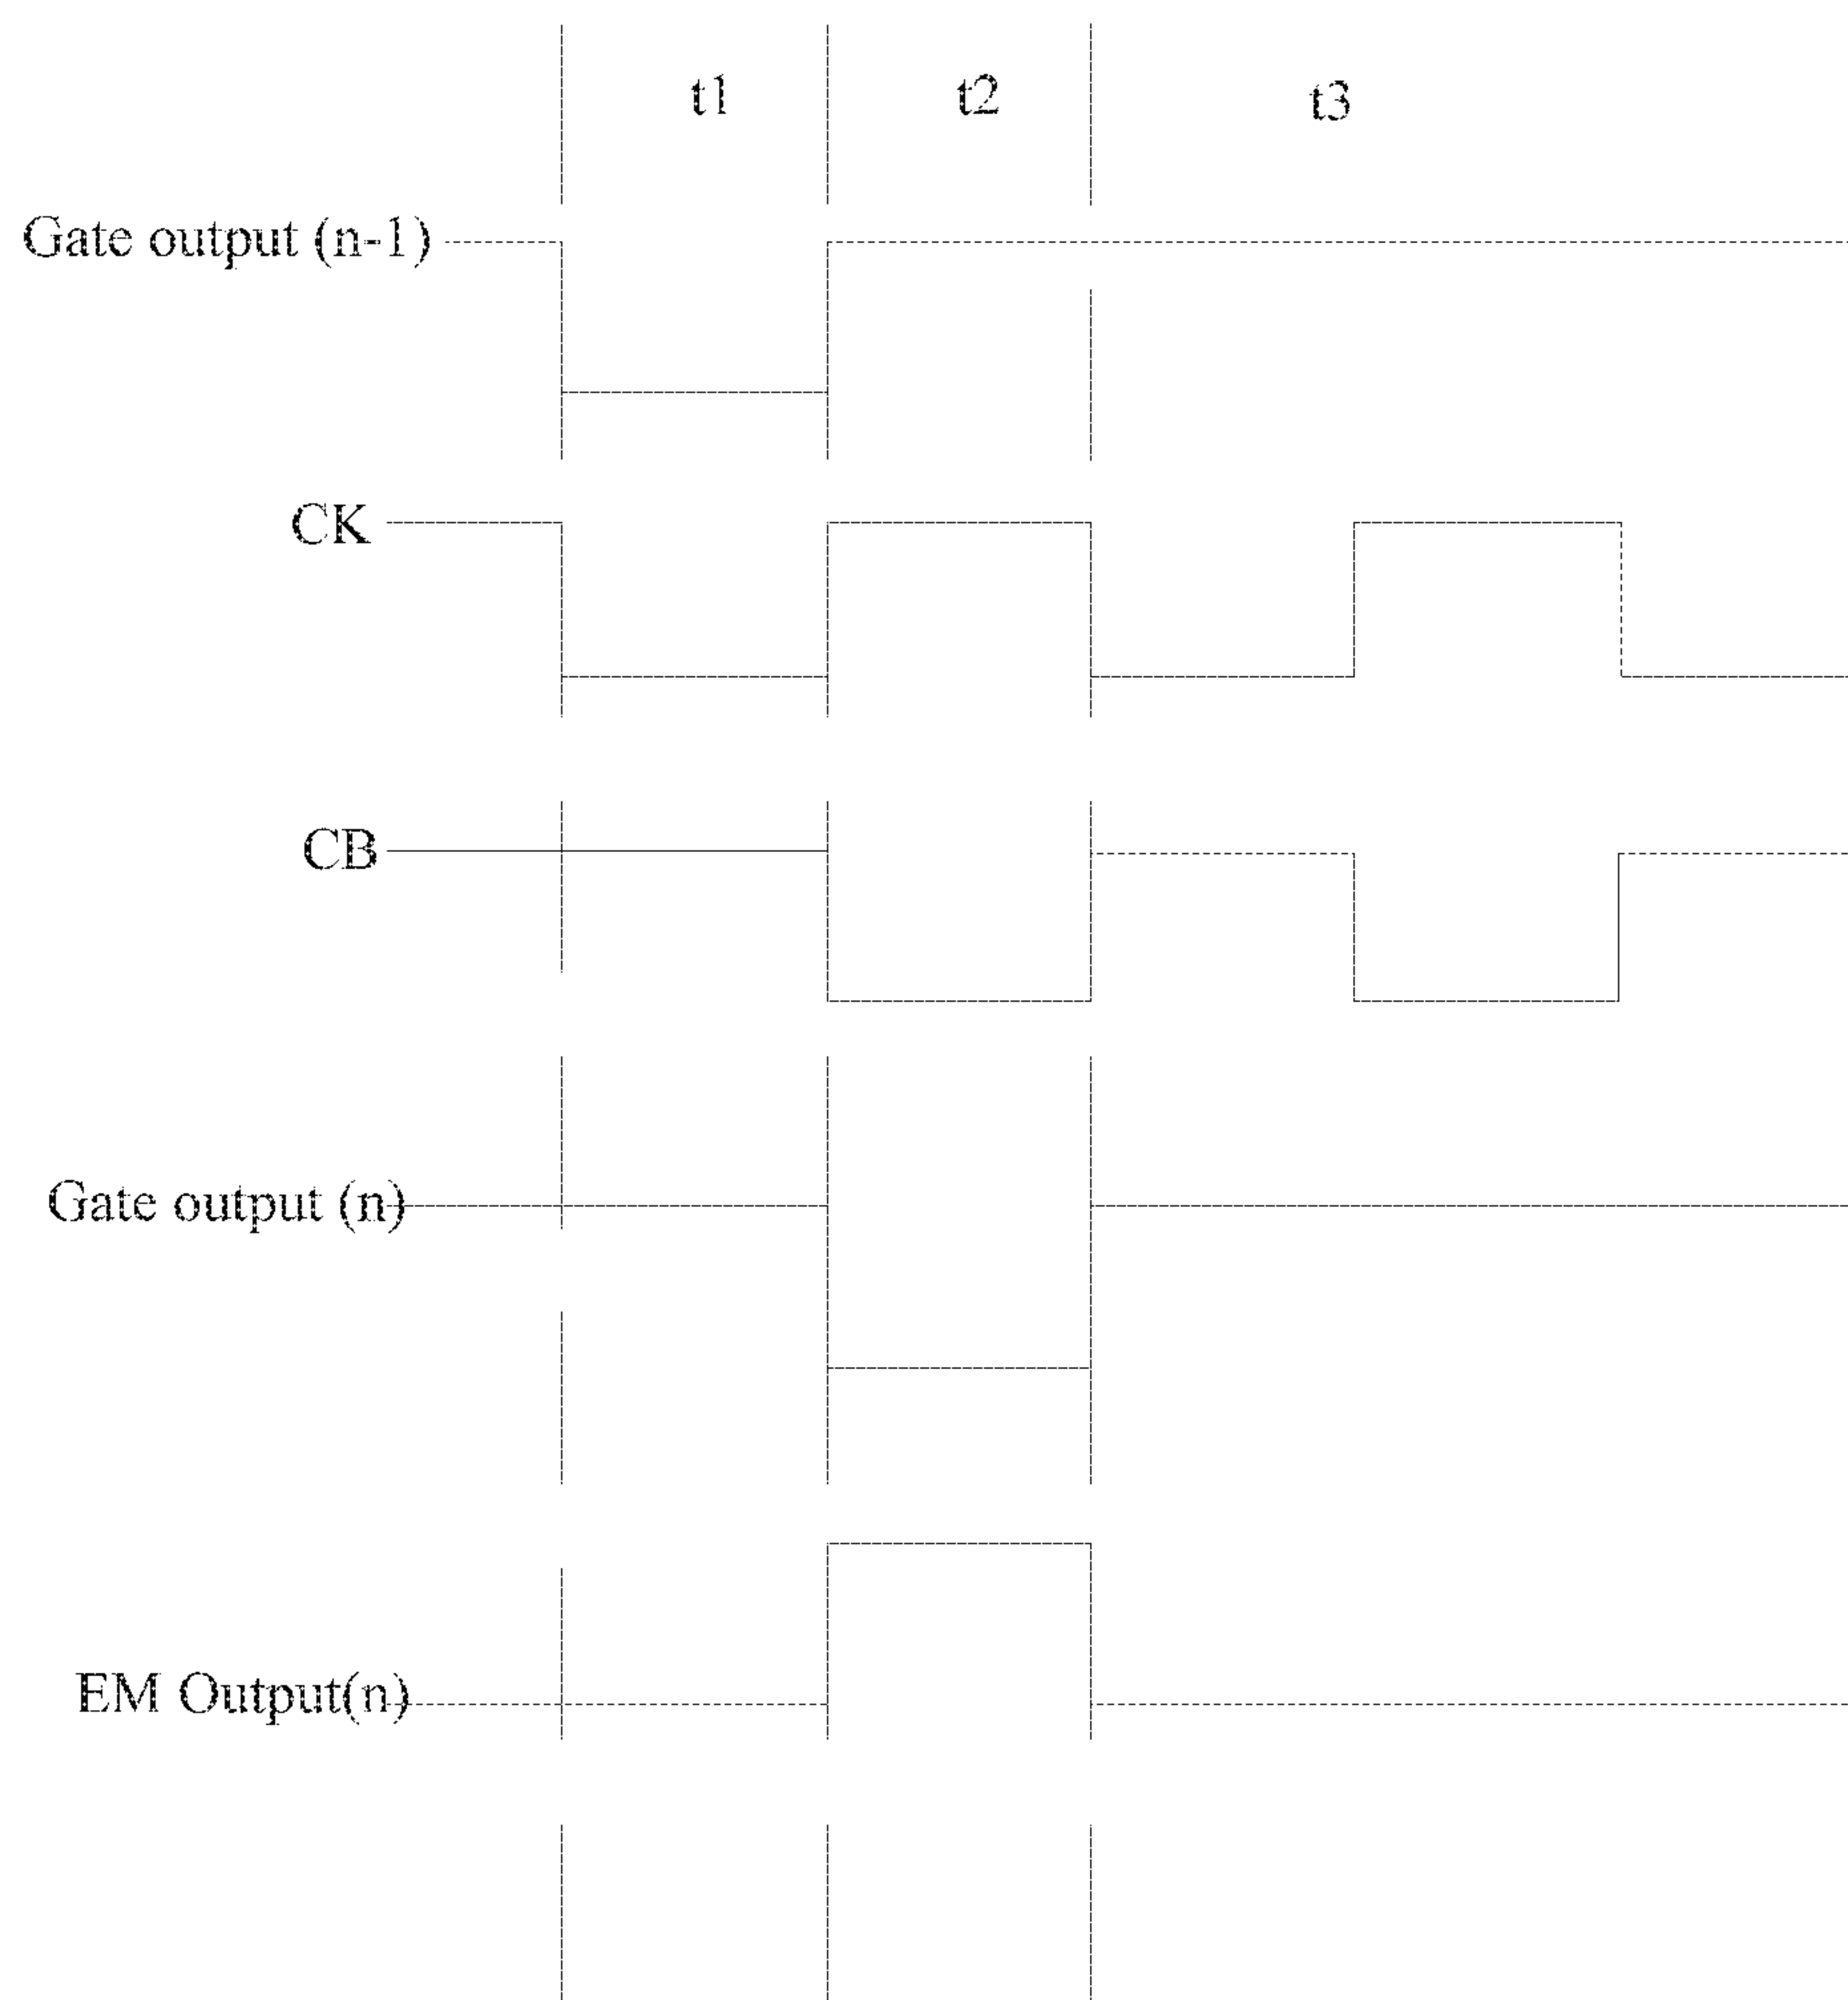 t1
t2
t3
Gate output (n-1)
CK
CB
Gate output (n)
EM Output(n)